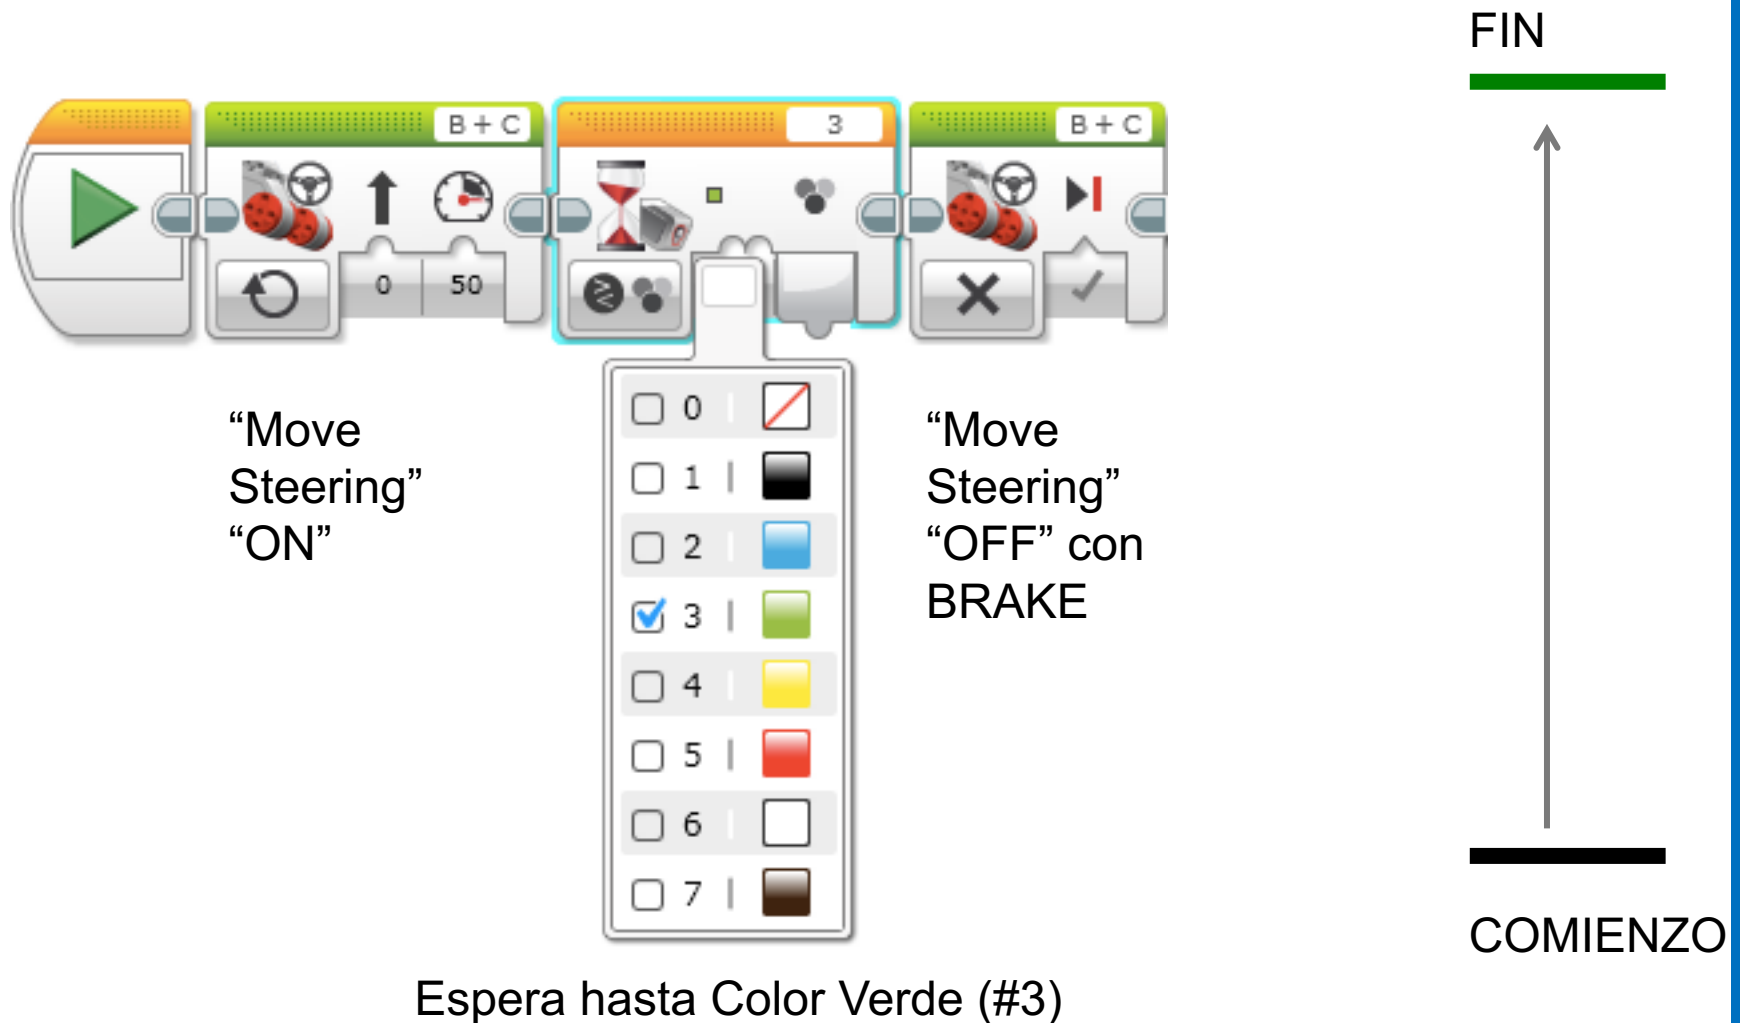 FIN
B + C
3
B + C
0
50
0
1
2
3
4
5
6
7
“Move
Steering”
“ON”
“Move
Steering”
“OFF” con
BRAKE
COMIENZO
Espera hasta Color Verde (#3)